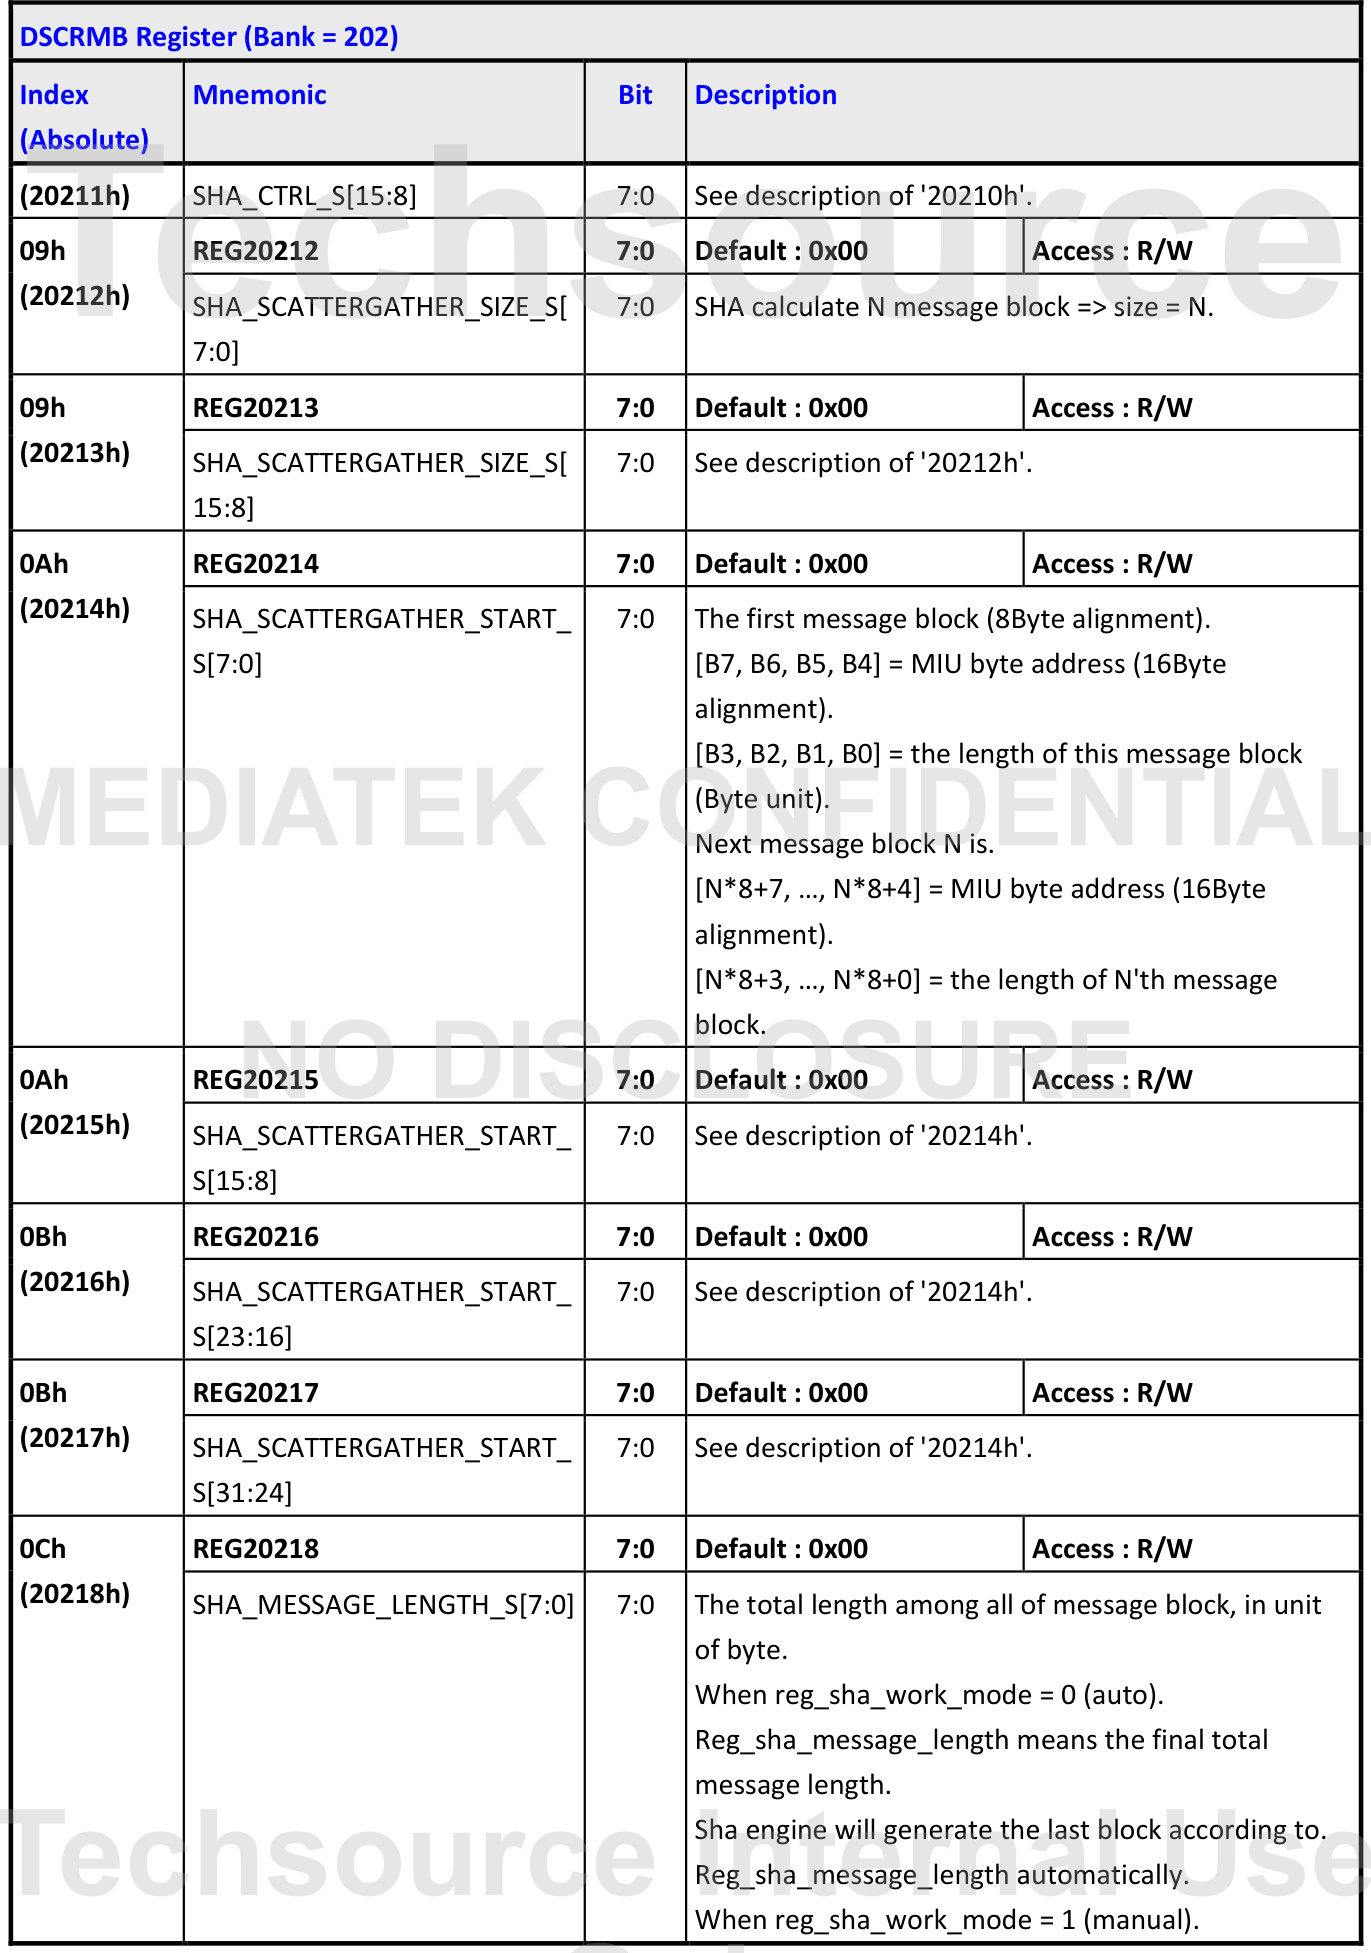 DSCRMB Register (Bank = 202)
Index Mnemonic Bit Description
(Absolute)
(20211h) SHA_CTRL_S[15:8] 7:0 See description of '20210h'.
09h REG20212 7:0 Default : 0x00 Access : R/W
(20212h) SHA_SCATTERGATHER_SIZE_S[ 7:0 SHA calculate N message block => size = N.
7:0]
09h REG20213 7:0 Default : 0x00 Access : R/W
(20213h) SHA_SCATTERGATHER_SIZE_S[ 7:0 See description of '20212h'.
15:8]
0Ah REG20214 7:0 Default : 0x00 Access : R/W
(20214h) SHA_SCATTERGATHER_START_ 7:0 The first message block (8Byte alignment).
S[7:0] [B7, B6, B5, B4] = MIU byte address (16Byte
alignment).
[B3, B2, B1, B0] = the length of this message block
(Byte unit).
Next message block N is.
[N*8+7, ..., N*8+4] = MIU byte address (16Byte
alignment).
[N*8+3, ..., N*8+0] = the length of N'th message
block.
0Ah REG20215 7:0 Default : 0x00 Access : R/W
(20215h) SHA_SCATTERGATHER_START_ 7:0 See description of '20214h'.
S[15:8]
0Bh REG20216 7:0 Default : 0x00 Access : R/W
(20216h) SHA_SCATTERGATHER_START_ 7:0 See description of '20214h'.
S[23:16]
0Bh REG20217 7:0 Default : 0x00 Access : R/W
(20217h) SHA_SCATTERGATHER_START_ 7:0 See description of '20214h'.
S[31:24]
0Ch REG20218 7:0 Default : 0x00 Access : R/W
(20218h) SHA_MESSAGE_LENGTH_S[7:0] 7:0 The total length among all of message block, in unit
of byte.
When reg_sha_work_mode = 0 (auto).
Reg_sha_message_length means the final total
message length.
Sha engine will generate the last block according to.
Reg_sha_message_length automatically.
When reg_sha_work_mode = 1 (manual).
Techsource
MEDIATEK CONFIDENTIAL
NO DISCLOSURE
Techsource Internal Use